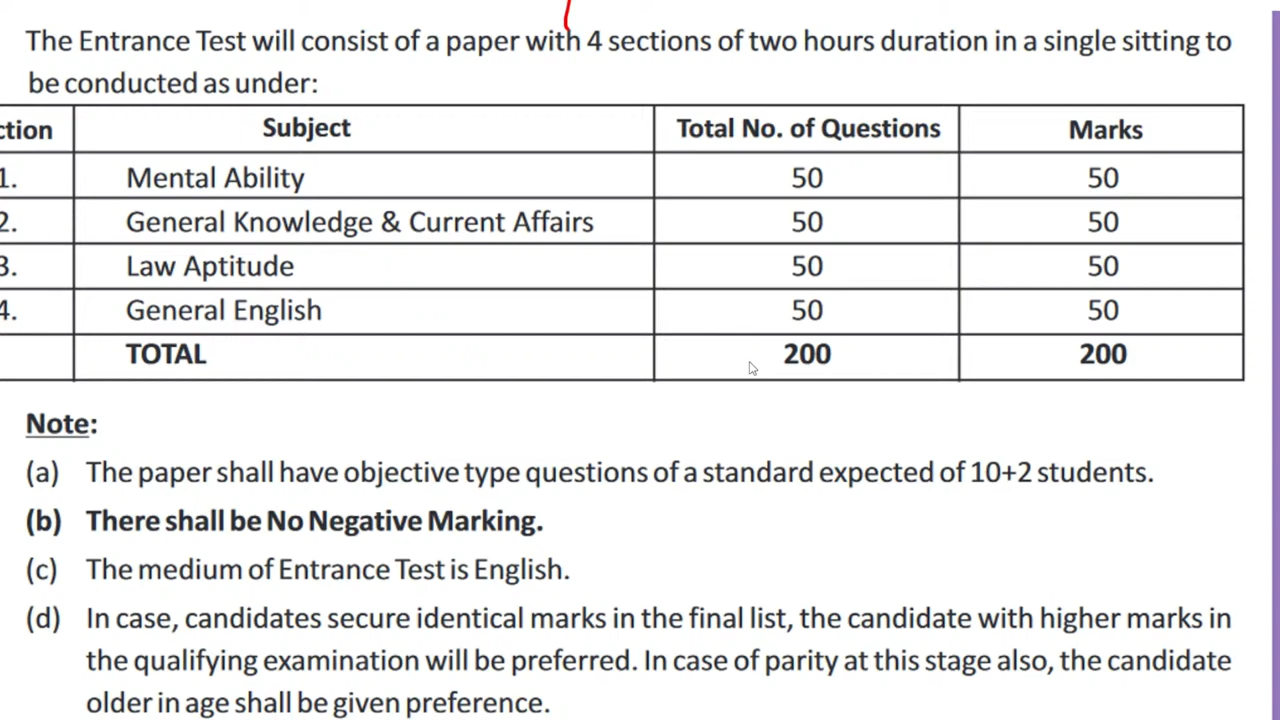 The Entrance Test will consist of a paper with 4 sections of two hours duration in a single sitting to
be conducted as under:
ction Subject Total No. of Questions Marks
1. Mental Ability 50 50
2. General Knowledge & Current Affairs 50 50
3. Law Aptitude 50 50
4. General English 50 50
TOTAL 200 200
Note:
(a) The paper shall have objective type questions of a standard expected of 10+2 students.
(b) There shall be No Negative Marking.
(c) The medium of Entrance Test is English.
(d) In case, candidates secure identical marks in the final list, the candidate with higher marks in
the qualifying examination will be preferred. In case of parity at this stage also, the candidate
older in age shall be given preference.